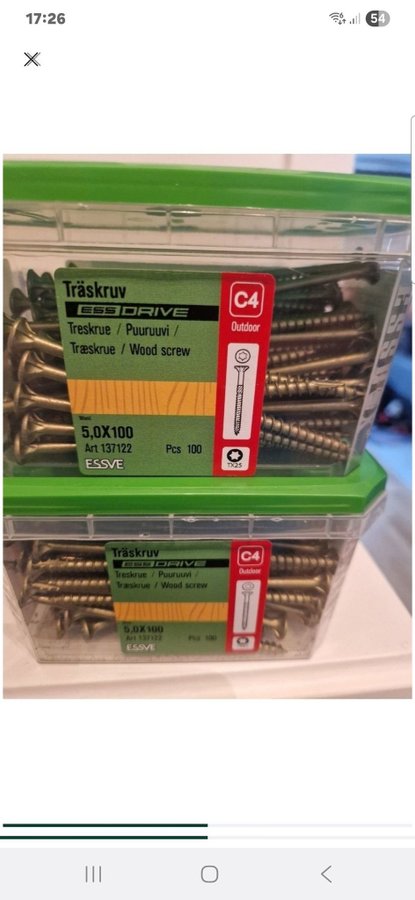 17:26
54
Träskruv
ESSDRIVE
Treskrue / Puuruuvi /
Træskrue / Wood screw
5,0X100
Art 137122 Pcs 100
ESSVE
C4
Outdoor
TX25
Träskruv
ESSDRIVE
Treskrue / Puuruuvi /
Træskrue / Wood screw
5,0X100
Art 137122 Pcs 100
ESSVE
C4
Outdoor